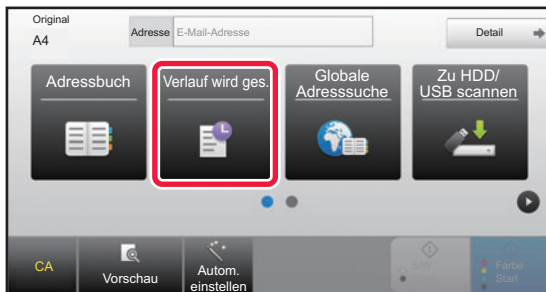 Original
A4
Adresse E-Mail-Adresse
Detail
Adressbuch
Verlauf wird ges.
Globale
Adresssuche
Zu HDD/
USB scannen
CA
Vorschau
Autom.
einstellen
S/W
Start
Farbe
Start